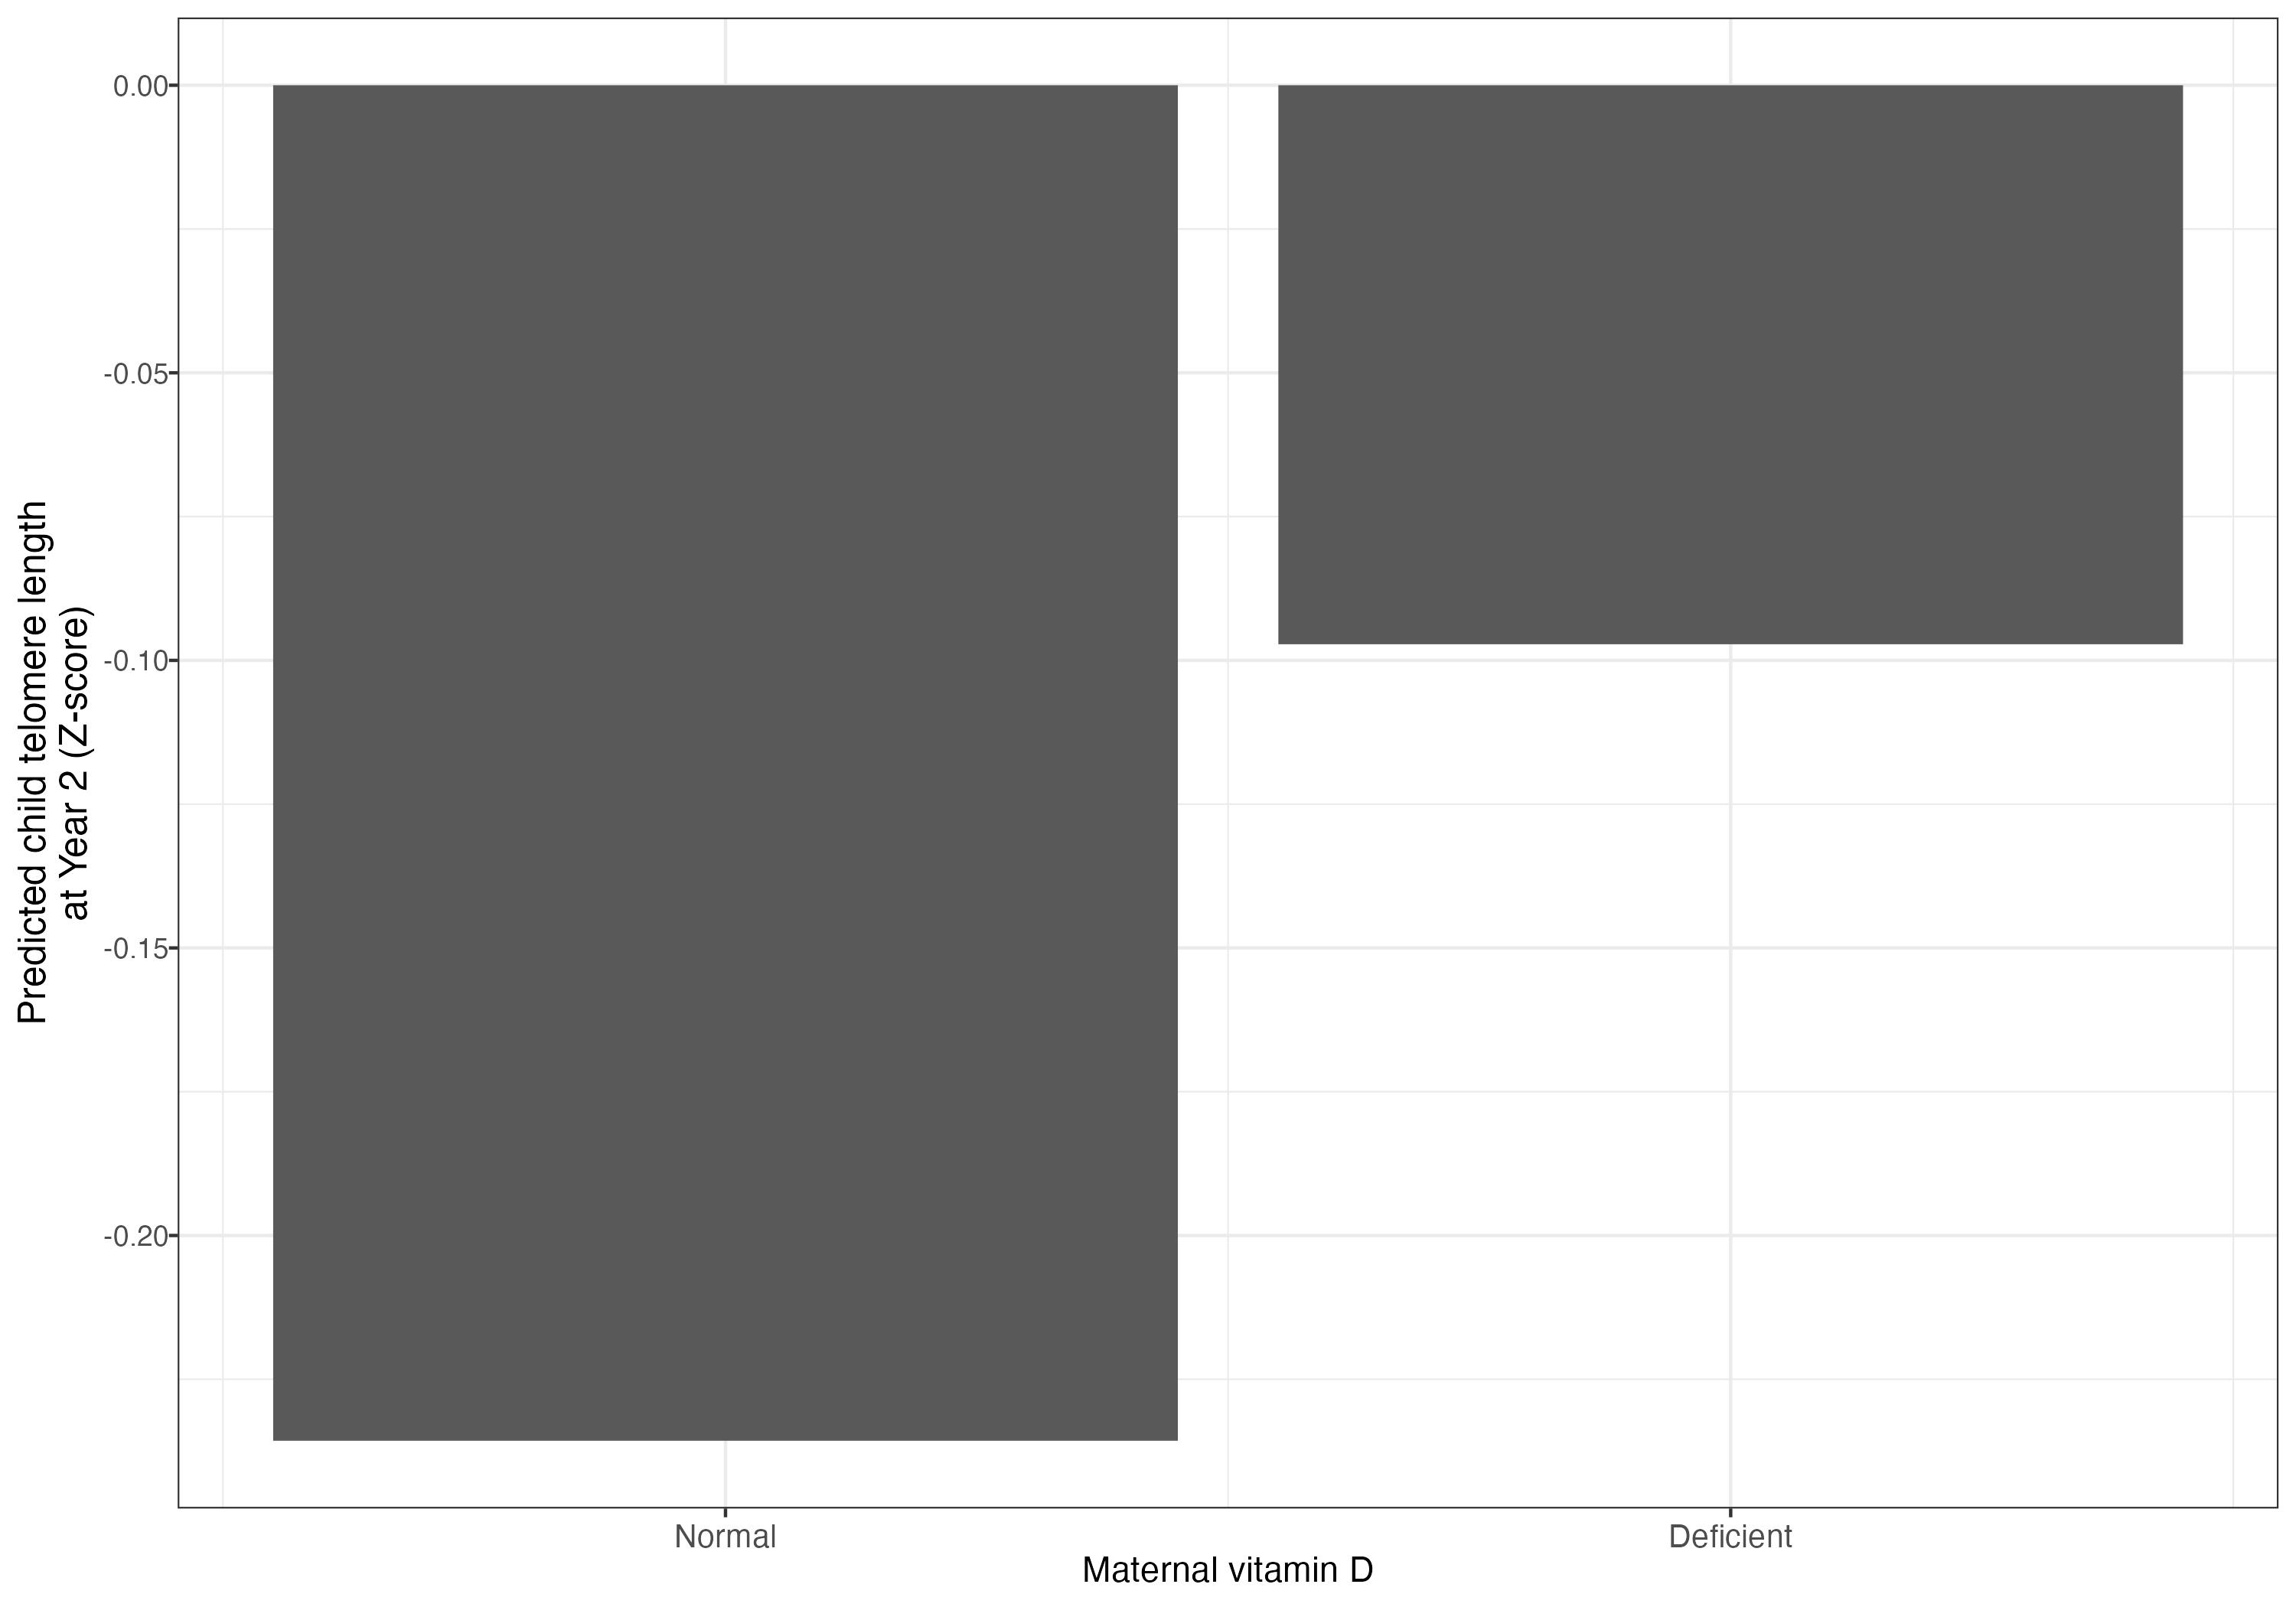 Predicted child telomere length
at Year 2 (Z-score)
0.00
-0.05
-0.10
-0.15
-0.20
Normal
Deficient
Maternal vitamin D